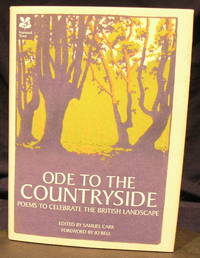 National
Trust
ODE TO THE
COUNTRYSIDE
POEMS TO CELEBRATE THE BRITISH LANDSCAPE
EDITED BY SAMUEL CARR
FOREWORD BY JO BELL